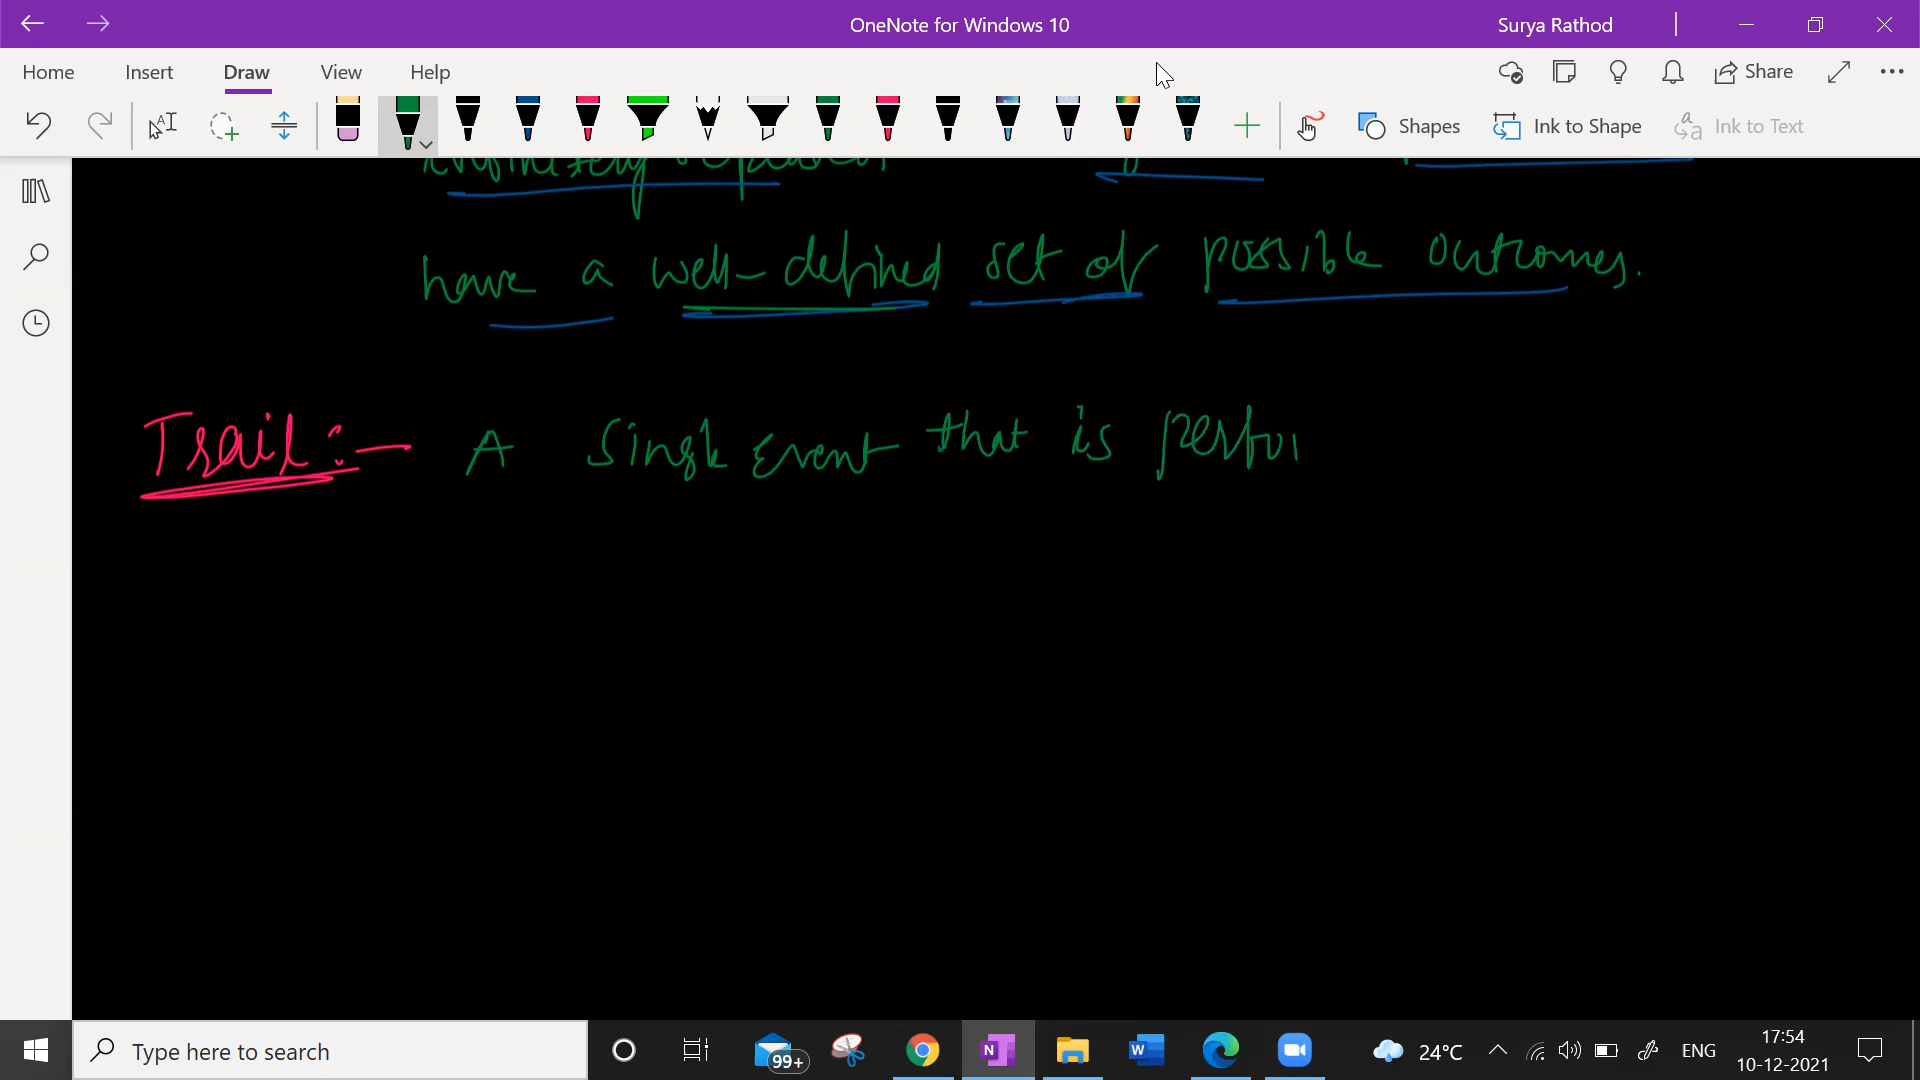 OneNote for Windows 10
Surya Rathod
Home Insert Draw View Help
Share
Shapes Ink to Shape Ink to Text
have a well-defined set of possible outcomes.
Trail:- A single Event that is perfor
Type here to search
99+
24°C
ENG
17:54
10-12-2021